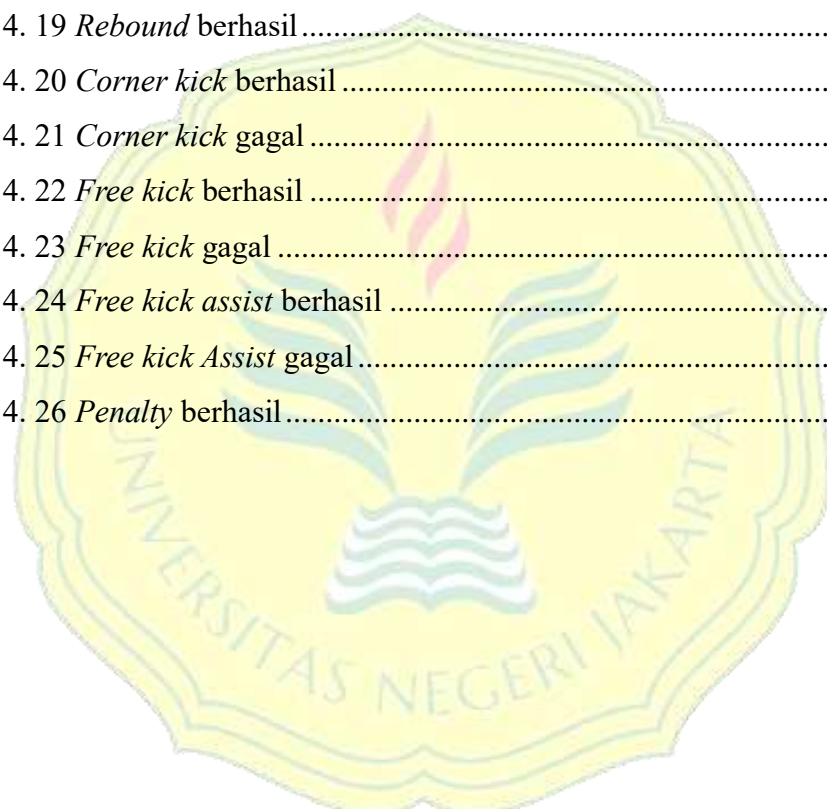 4. 19 Rebound berhasil........................................................................
4. 20 Corner kick berhasil..................................................................
4. 21 Corner kick gagal......................................................................
4. 22 Free kick berhasil......................................................................
4. 23 Free kick gagal..........................................................................
4. 24 Free kick assist berhasil............................................................
4. 25 Free kick Assist gagal................................................................
4. 26 Penalty berhasil.........................................................................
UNIVERSITAS NEGERI JAKARTA